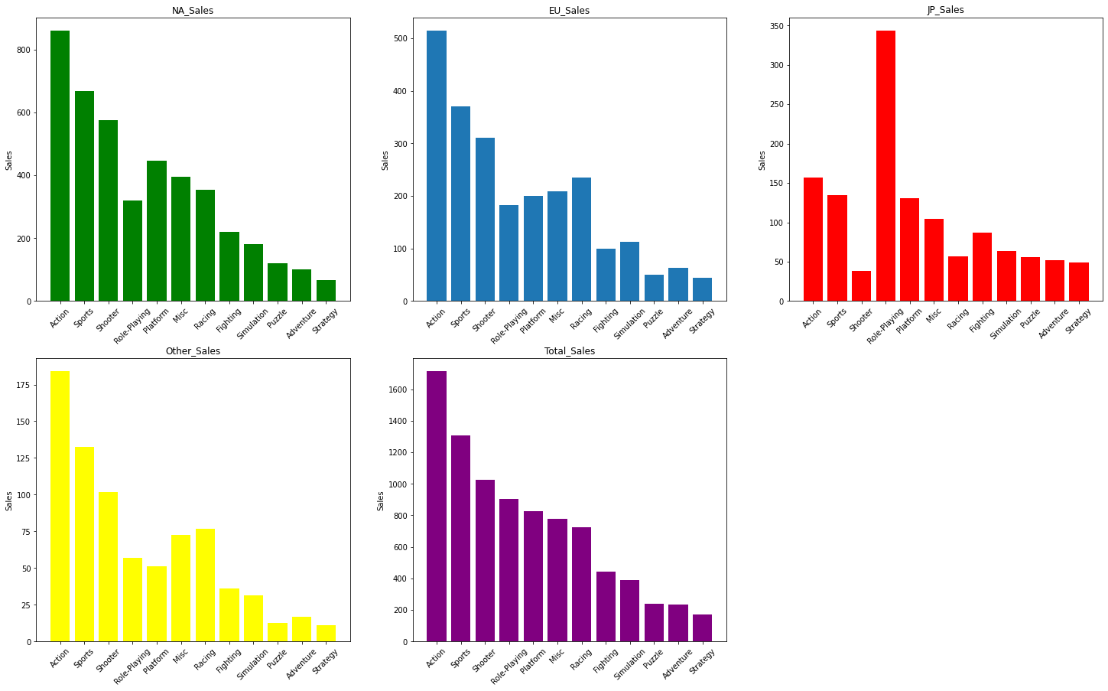 NA_Sales
Sales
800
600
400
200
0
Action
Sports
Shooter
Role-Playing
Platform
Misc
Racing
Fighting
Simulation
Puzzle
Adventure
Strategy
EU_Sales
Sales
500
400
300
200
100
0
Action
Sports
Shooter
Role-Playing
Platform
Misc
Racing
Fighting
Simulation
Puzzle
Adventure
Strategy
JP_Sales
Sales
350
300
250
200
150
100
50
0
Action
Sports
Shooter
Role-Playing
Platform
Misc
Racing
Fighting
Simulation
Puzzle
Adventure
Strategy
Other_Sales
Sales
175
150
125
100
75
50
25
0
Action
Sports
Shooter
Role-Playing
Platform
Misc
Racing
Fighting
Simulation
Puzzle
Adventure
Strategy
Total_Sales
Sales
1600
1400
1200
1000
800
600
400
200
0
Action
Sports
Shooter
Role-Playing
Platform
Misc
Racing
Fighting
Simulation
Puzzle
Adventure
Strategy